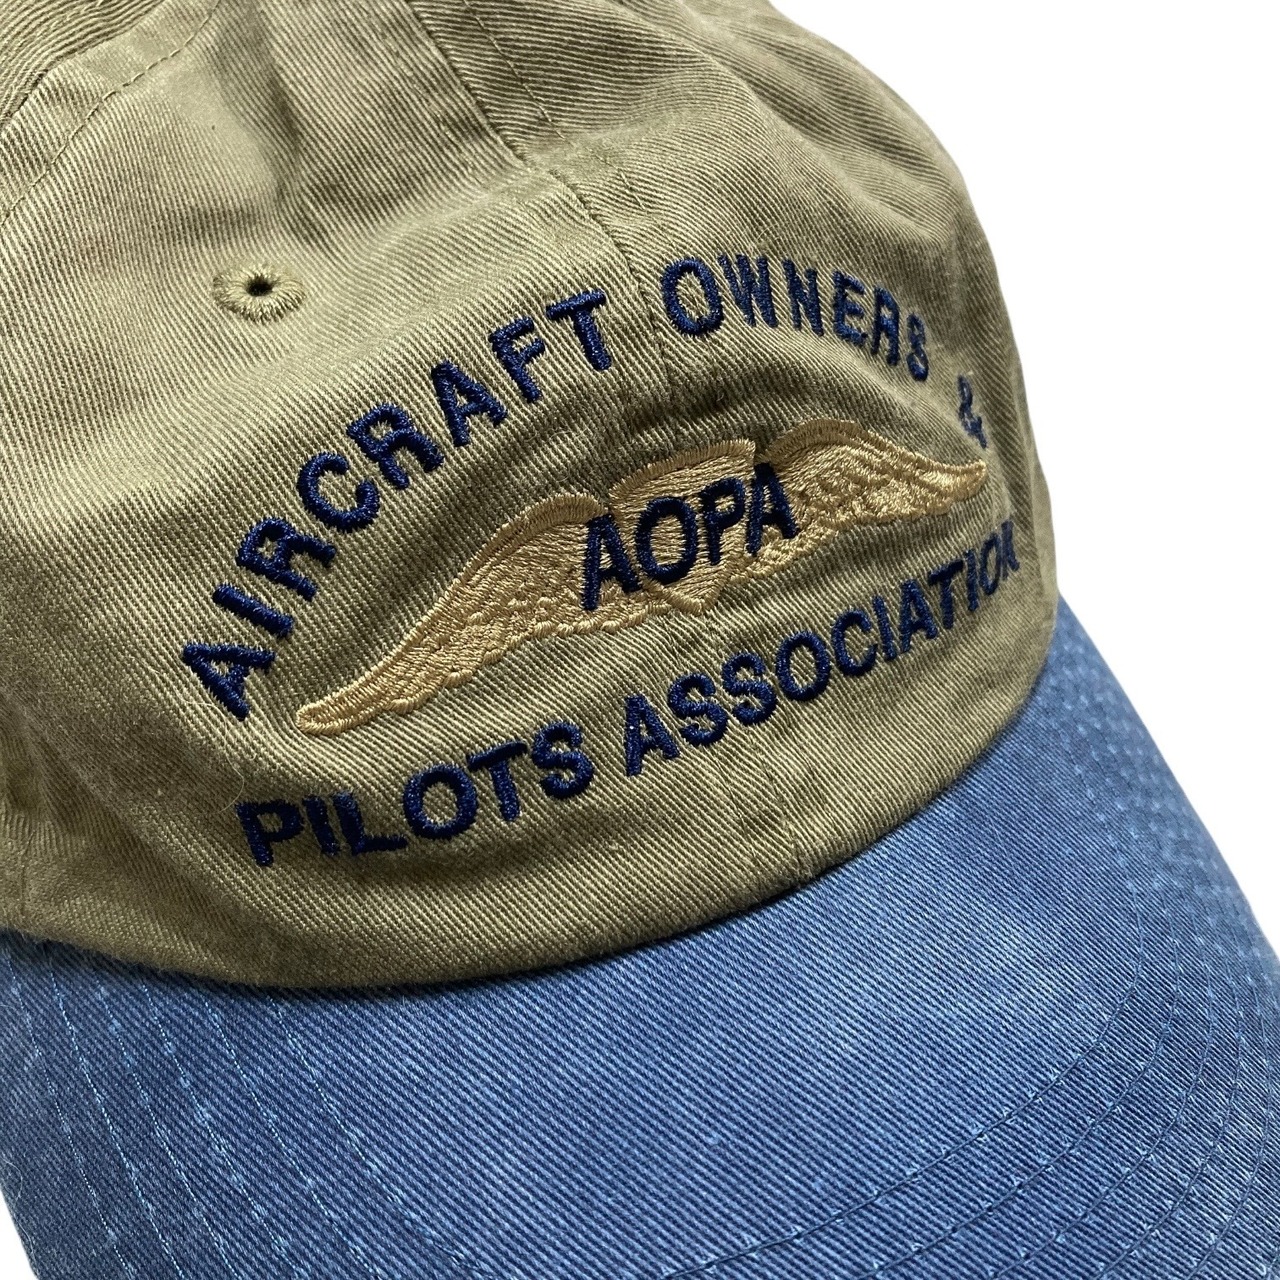 AIRCRAFT OWNERS &
AOPA
PILOTS ASSOCIATION